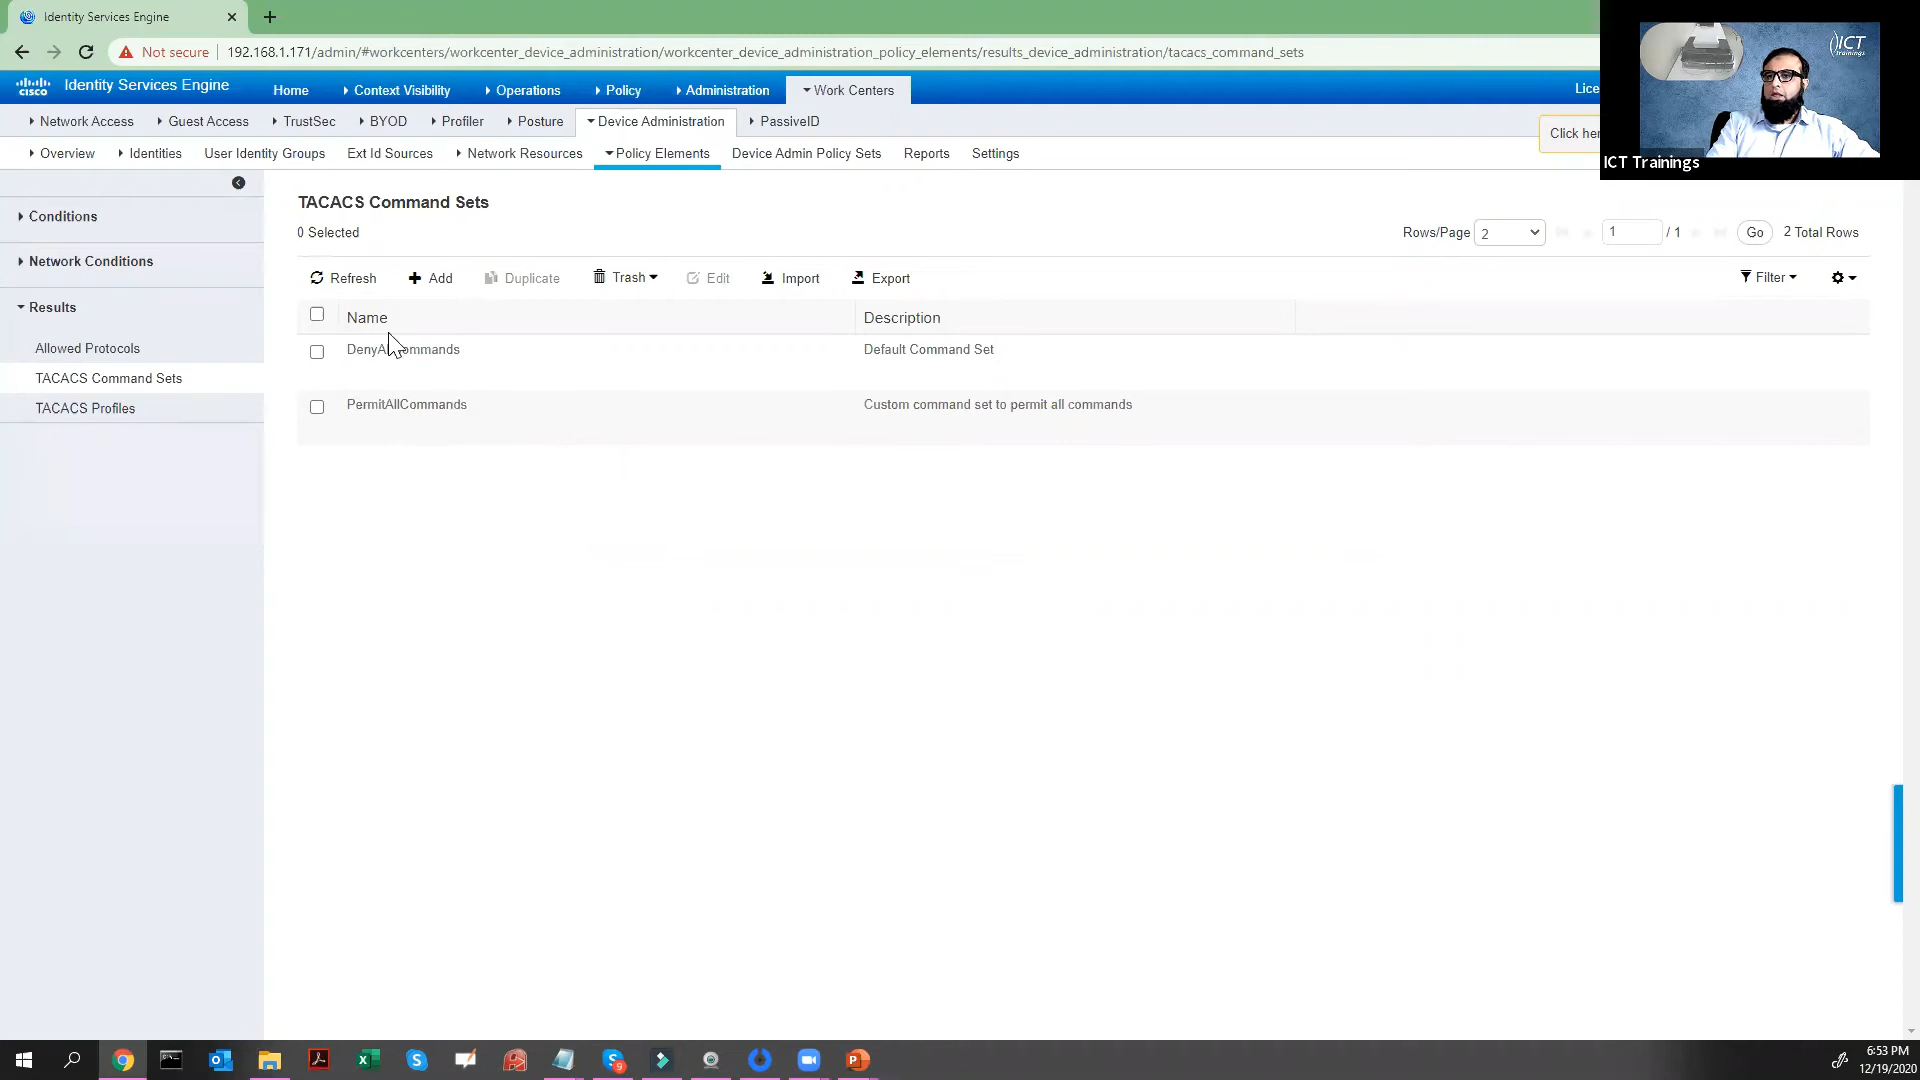 Identity Services Engine
Not secure
192.168.1.171/admin/#workcenters/workcenter_device_administration/workcenter_device_administration_policy_elements/results_device_administration/tacacs_command_sets
ICT
trainings
ICT Trainings
cisco
Identity Services Engine
Home
Context Visibility
Operations
Policy
Administration
Work Centers
Lice
Network Access
Guest Access
TrustSec
BYOD
Profiler
Posture
Device Administration
PassiveID
Click her
Overview
Identities
User Identity Groups
Ext Id Sources
Network Resources
Policy Elements
Device Admin Policy Sets
Reports
Settings
Conditions
Network Conditions
Results
Allowed Protocols
TACACS Command Sets
TACACS Profiles
TACACS Command Sets
0 Selected
Rows/Page
2
1
/ 1
Go
2 Total Rows
Refresh
Add
Duplicate
Trash
Edit
Import
Export
Filter
Name
Description
Default Command Set
PermitAllCommands
Custom command set to permit all commands
6:53 PM
12/19/2020